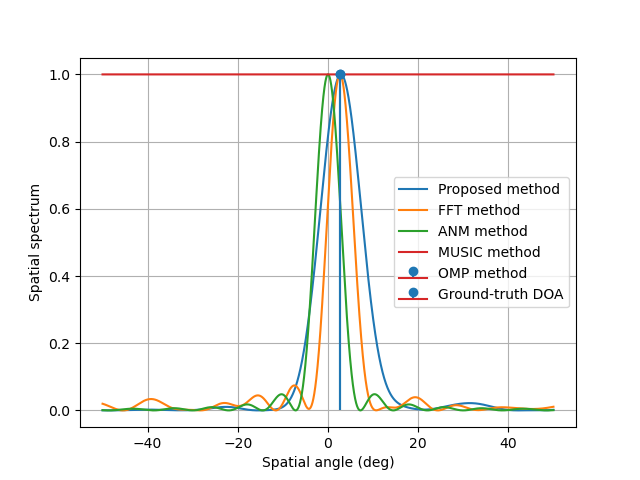 1.0
0.8
0.6
0.4
0.2
0.0
Spatial spectrum
Proposed method
FFT method
ANM method
MUSIC method
OMP method
Ground-truth DOA
−40 −20 0 20 40
Spatial angle (deg)